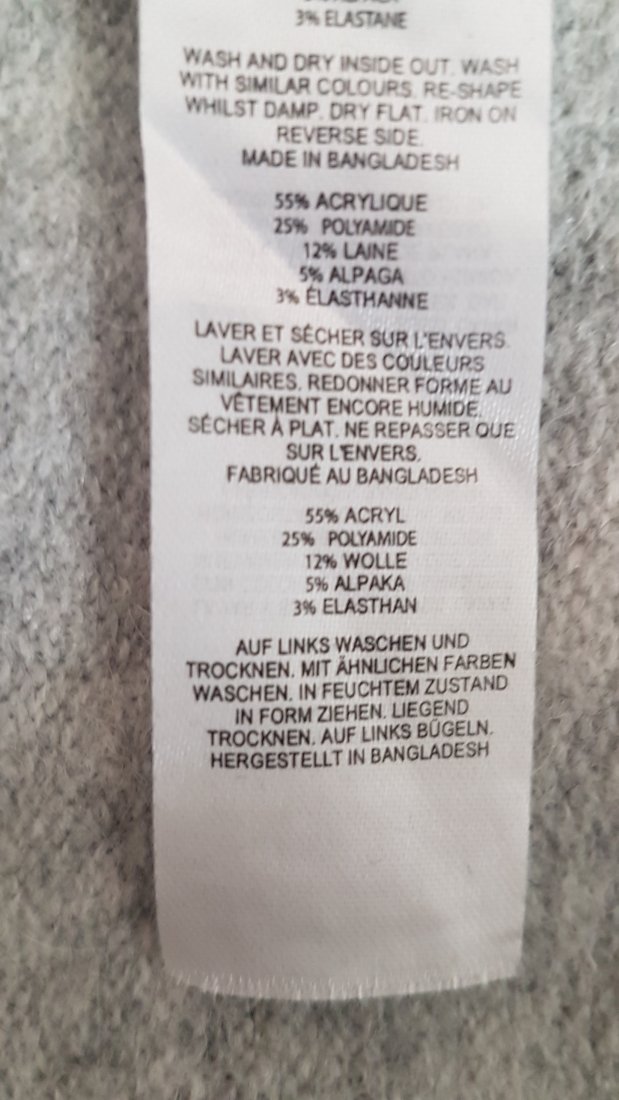 3% ELASTANE
WASH AND DRY INSIDE OUT. WASH
WITH SIMILAR COLOURS. RE-SHAPE
WHILST DAMP. DRY FLAT. IRON ON
REVERSE SIDE.
MADE IN BANGLADESH
55% ACRYLIQUE
25% POLYAMIDE
12% LAINE
5% ALPAGA
3% ÉLASTHANNE
LAVER ET SÉCHER SUR L'ENVERS.
LAVER AVEC DES COULEURS
SIMILAIRES. REDONNER FORME AU
VÊTEMENT ENCORE HUMIDE.
SÉCHER À PLAT. NE REPASSER QUE
SUR L'ENVERS.
FABRIQUÉ AU BANGLADESH
55% ACRYL
25% POLYAMIDE
12% WOLLE
5% ALPAKA
3% ELASTHAN
AUF LINKS WASCHEN UND
TROCKNEN. MIT ÄHNLICHEN FARBEN
WASCHEN. IN FEUCHTEM ZUSTAND
IN FORM ZIEHEN. LIEGEND
TROCKNEN. AUF LINKS BÜGELN.
HERGESTELLT IN BANGLADESH